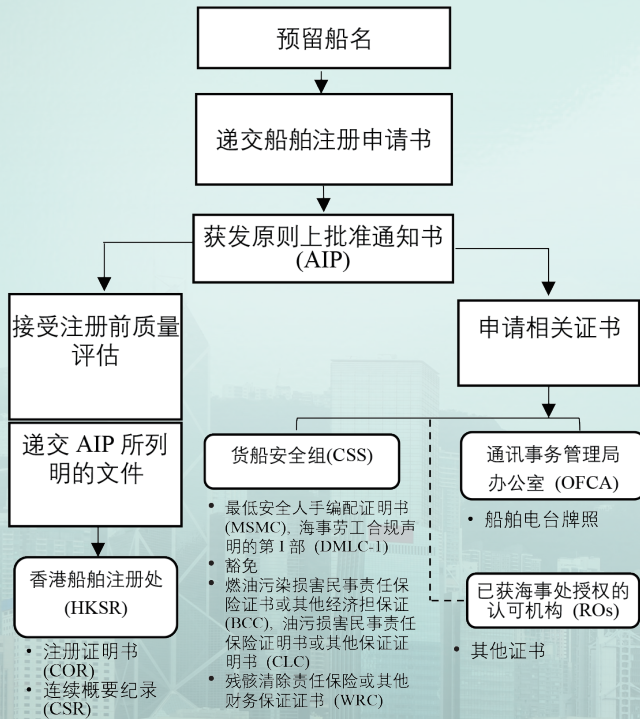 预留船名
递交船舶注册申请书
获发原则上批准通知书
(AIP)
接受注册前质量
评估
递交 AIP 所列
明的文件
香港船舶注册处
(HKSR)
• 注册证明书
(COR)
• 连续概要纪录
(CSR)
申请相关证书
货船安全组(CSS)
• 最低安全人手编配证明书
(MSMC), 海事劳工合规声
明的第 I 部 (DMLC-1)
• 豁免
• 燃油污染损害民事责任保
险证书或其他经济担保证
(BCC), 油污损害民事责任
保险证明书或其他保证证
明书 (CLC)
• 残骸清除责任保险或其他
财务保证证书 (WRC)
通讯事务管理局
办公室 (OFCA)
• 船舶电台牌照
已获海事处授权的
认可机构 (ROs)
• 其他证书